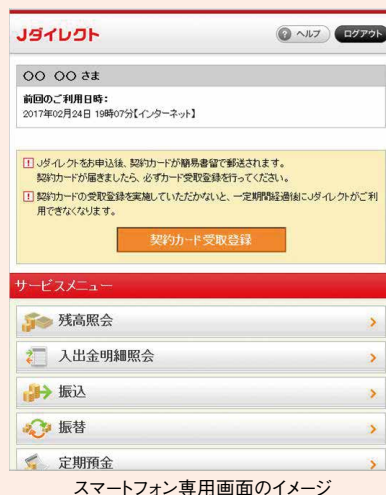 Jダイレクト
? ヘルプ ログアウト
〇〇 〇〇 さま
前回のご利用日時:
2017年02月24日 19時07分【インターネット】
! Jダイレクトをお申込後、契約カードが簡易書留で郵送されます。
契約カードが届きましたら、必ずカード受取登録を行ってください。
! 契約カードの受取登録を実施していただかないと、一定期間経過後にJダイレクトがご利
用できなくなります。
契約カード受取登録
サービスメニュー
残高照会
入出金明細照会
振込
振替
定期預金
スマートフォン専用画面のイメージ